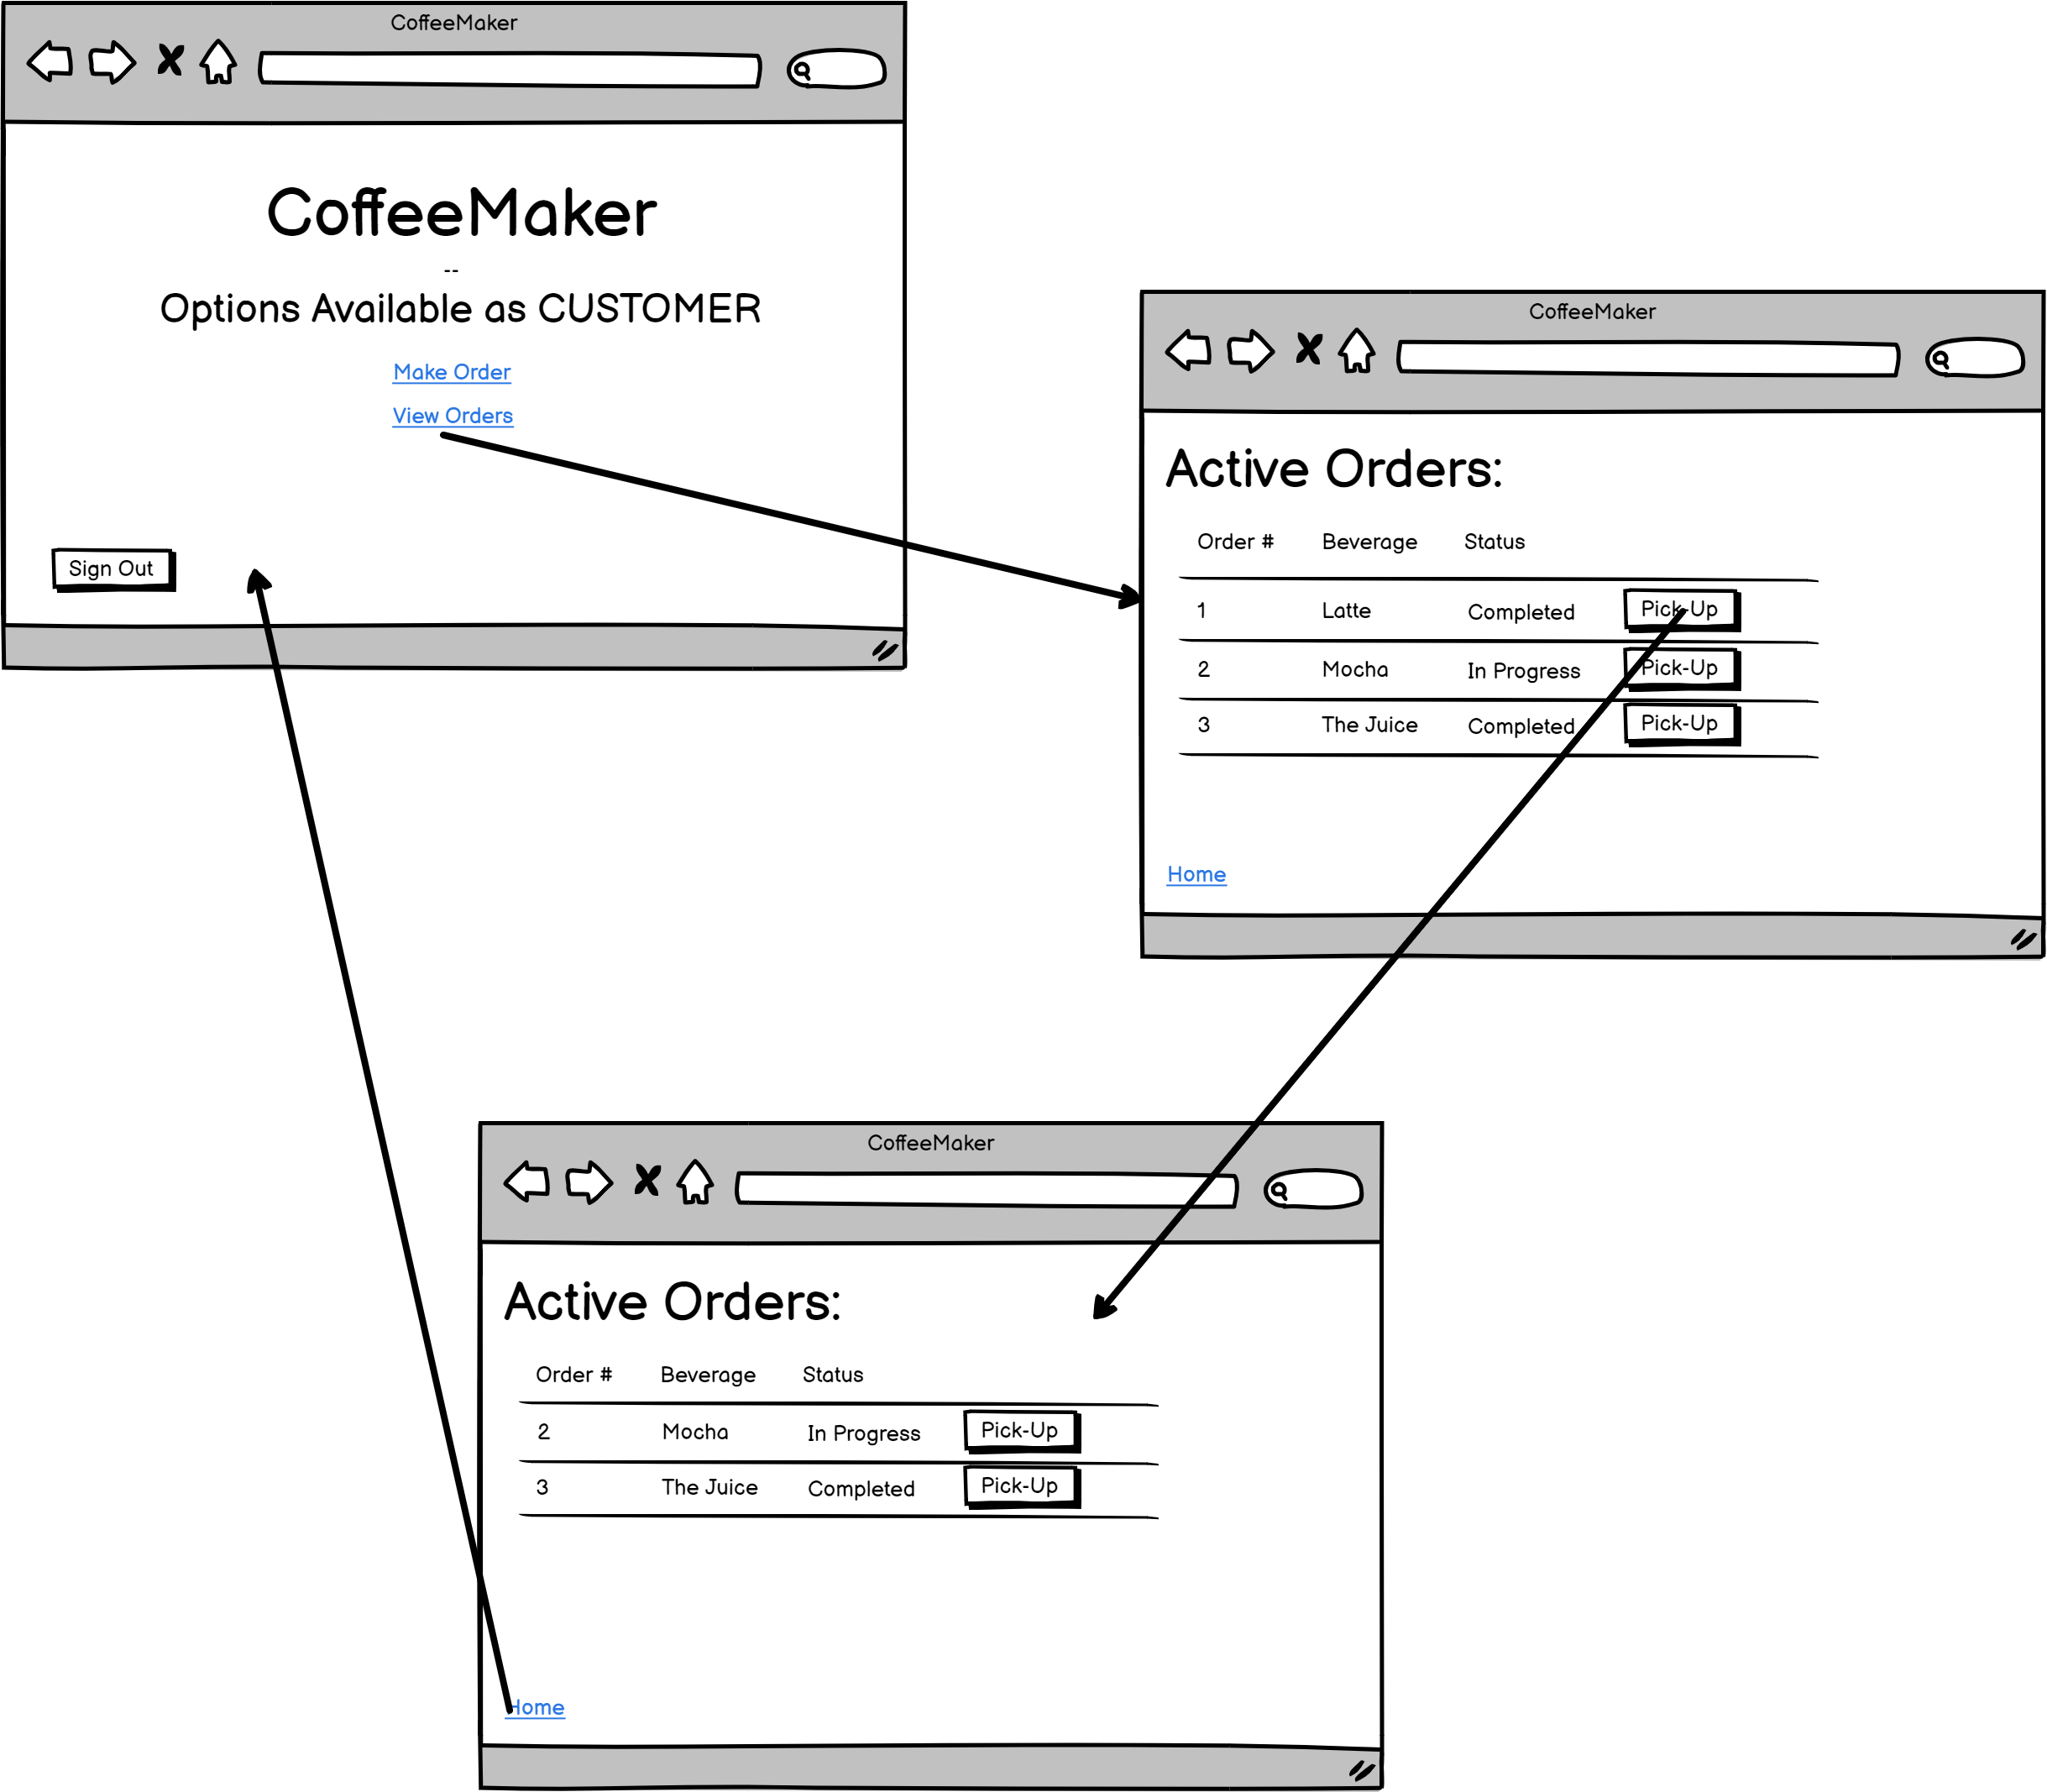 CoffeeMaker
CoffeeMaker
--
Options Available as CUSTOMER
Make Order
View Orders
Sign Out
CoffeeMaker
Active Orders:
Order # Beverage Status
1 Latte Completed Pick-Up
2 Mocha In Progress Pick-Up
3 The Juice Completed Pick-Up
Home
CoffeeMaker
Active Orders:
Order # Beverage Status
2 Mocha In Progress Pick-Up
3 The Juice Completed Pick-Up
Home